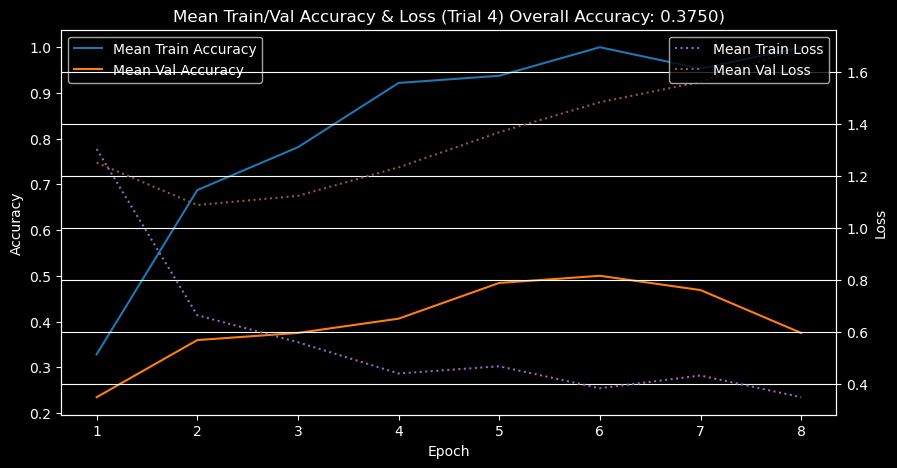 Mean Train/Val Accuracy & Loss (Trial 4) Overall Accuracy: 0.3750)
Mean Train Accuracy
Mean Val Accuracy
Mean Train Loss
Mean Val Loss
Accuracy
1.0
0.9
0.8
0.7
0.6
0.5
0.4
0.3
0.2
1.6
1.4
1.2
1.0
0.8
0.6
0.4
Loss
1 2 3 4 5 6 7 8
Epoch